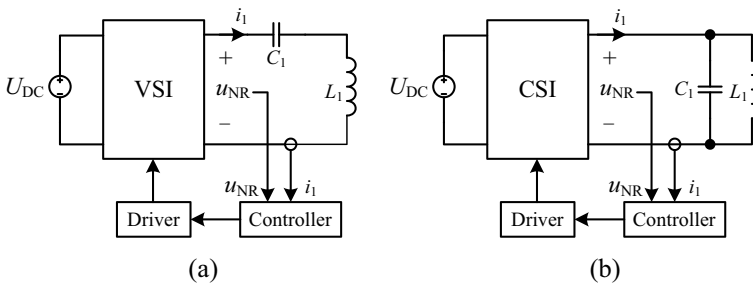 i1
C1
+
UDC
VSI
uNR
L1
−
uNR
i1
Driver
Controller
(a)
i1
+
UDC
CSI
uNR
C1
L1
−
uNR
i1
Driver
Controller
(b)